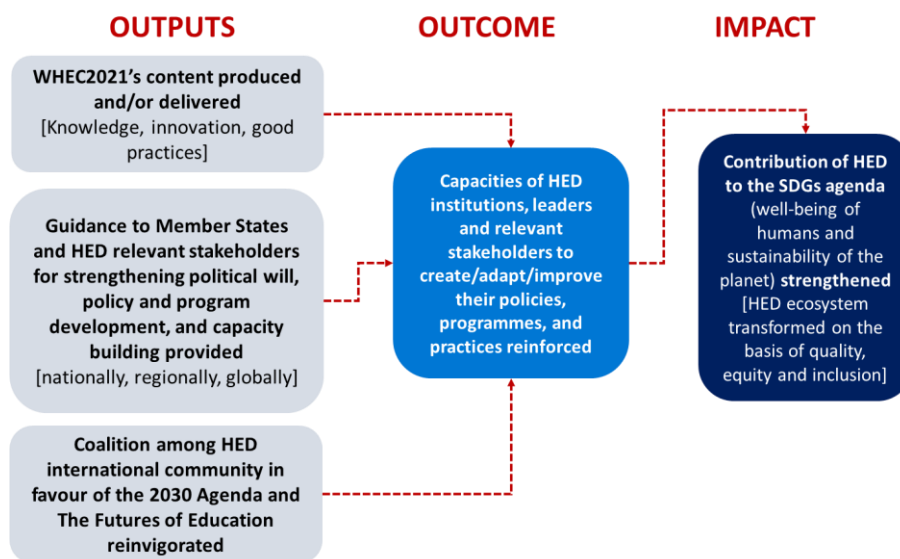 OUTPUTS
WHEC2021's content produced
and/or delivered
[Knowledge, innovation, good
practices]
Guidance to Member States
and HED relevant stakeholders
for strengthening political will,
policy and program
development, and capacity
building provided
[nationally, regionally, globally]
Coalition among HED
international community in
favour of the 2030 Agenda and
The Futures of Education
reinvigorated
OUTCOME
Capacities of HED
institutions, leaders
and relevant
stakeholders to
create/adapt/improve
their policies,
programmes, and
practices reinforced
IMPACT
Contribution of HED
to the SDGs agenda
(well-being of
humans and
sustainability of the
planet) strengthened
[HED ecosystem
transformed on the
basis of quality,
equity and inclusion]